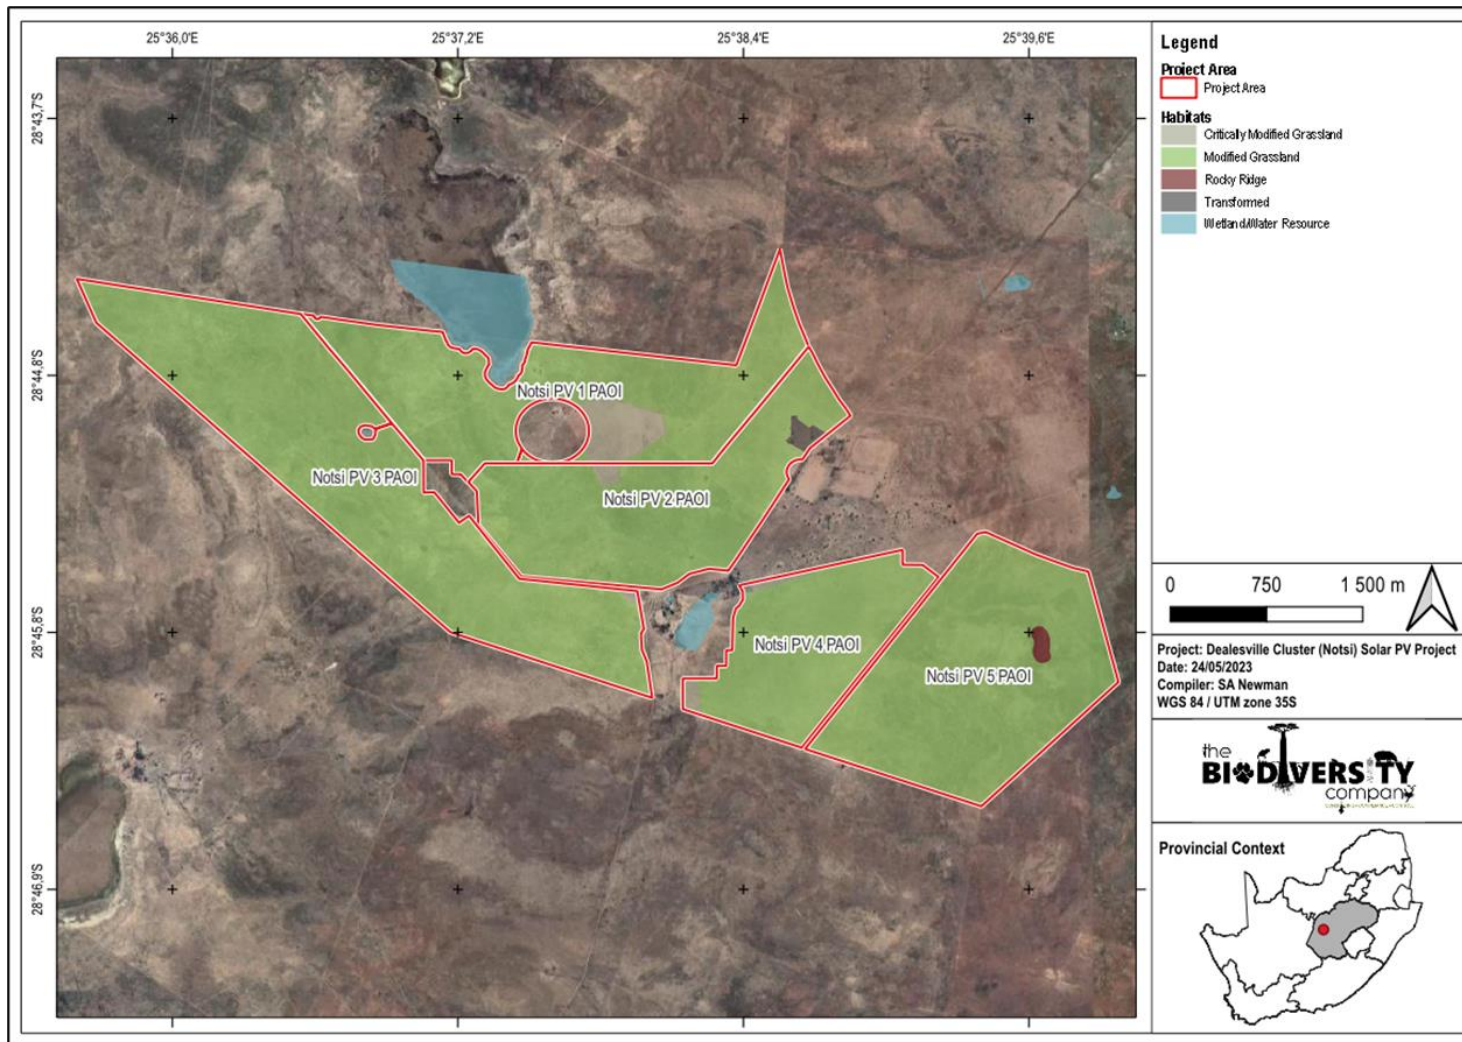 25°36,0'E
25°37,2'E
25°38,4'E
25°39,6'E
28°43,7'S
28°44,8'S
28°45,8'S
28°46,9'S
Notsi PV 1 PAOI
Notsi PV 3 PAOI
Notsi PV 2 PAOI
Notsi PV 4 PAOI
Notsi PV 5 PAOI
Legend
Project Area
Project Area
Habitats
Critically Modified Grassland
Modified Grassland
Rocky Ridge
Transformed
Wetland/Water Resource
0 750 1 500 m
Project: Dealesville Cluster (Notsi) Solar PV Project
Date: 24/05/2023
Compiler: SA Newman
WGS 84 / UTM zone 35S
the
BIODIVERSITY
company
Provincial Context